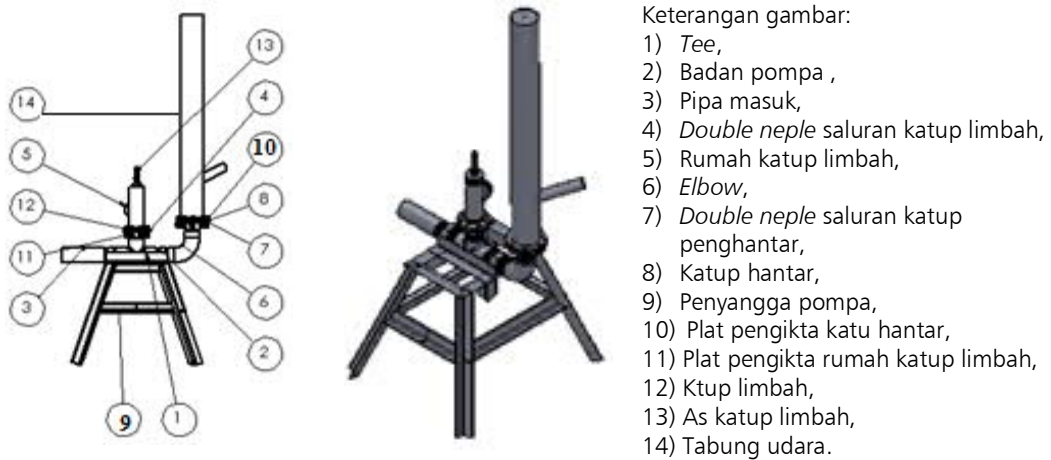 13
4
14
5
10
12
8
11
7
3
6
2
9
1
Keterangan gambar:
1) Tee,
2) Badan pompa ,
3) Pipa masuk,
4) Double neple saluran katup limbah,
5) Rumah katup limbah,
6) Elbow,
7) Double neple saluran katup
penghantar,
8) Katup hantar,
9) Penyangga pompa,
10) Plat pengikta katu hantar,
11) Plat pengikta rumah katup limbah,
12) Ktup limbah,
13) As katup limbah,
14) Tabung udara.